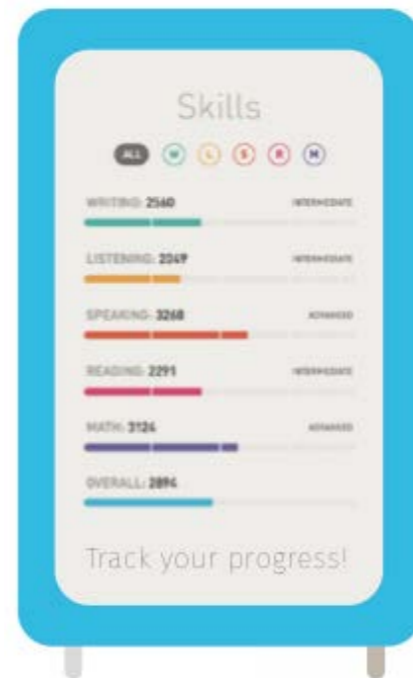 Skills
ALL W L S R M
WRITING: 2560 INTERMEDIATE
LISTENING: 2049 INTERMEDIATE
SPEAKING: 3268 ADVANCED
READING: 2291 INTERMEDIATE
MATH: 3124 ADVANCED
OVERALL: 2894
Track your progress!